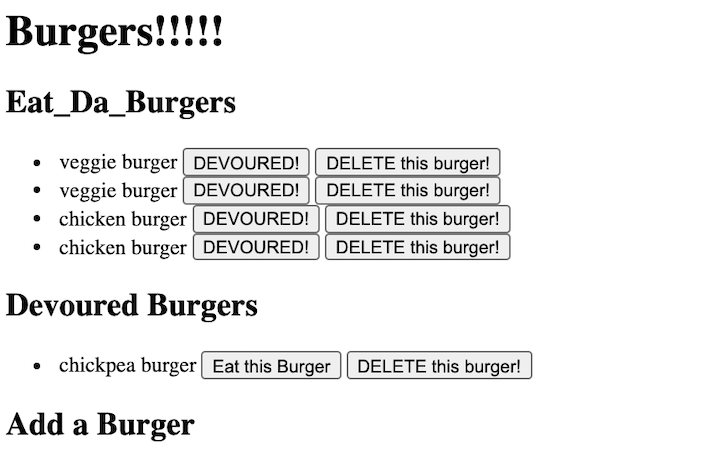 Burgers!!!!!
Eat_Da_Burgers
veggie burger DEVOURED! DELETE this burger!
veggie burger DEVOURED! DELETE this burger!
chicken burger DEVOURED! DELETE this burger!
chicken burger DEVOURED! DELETE this burger!
Devoured Burgers
chickpea burger Eat this Burger DELETE this burger!
Add a Burger